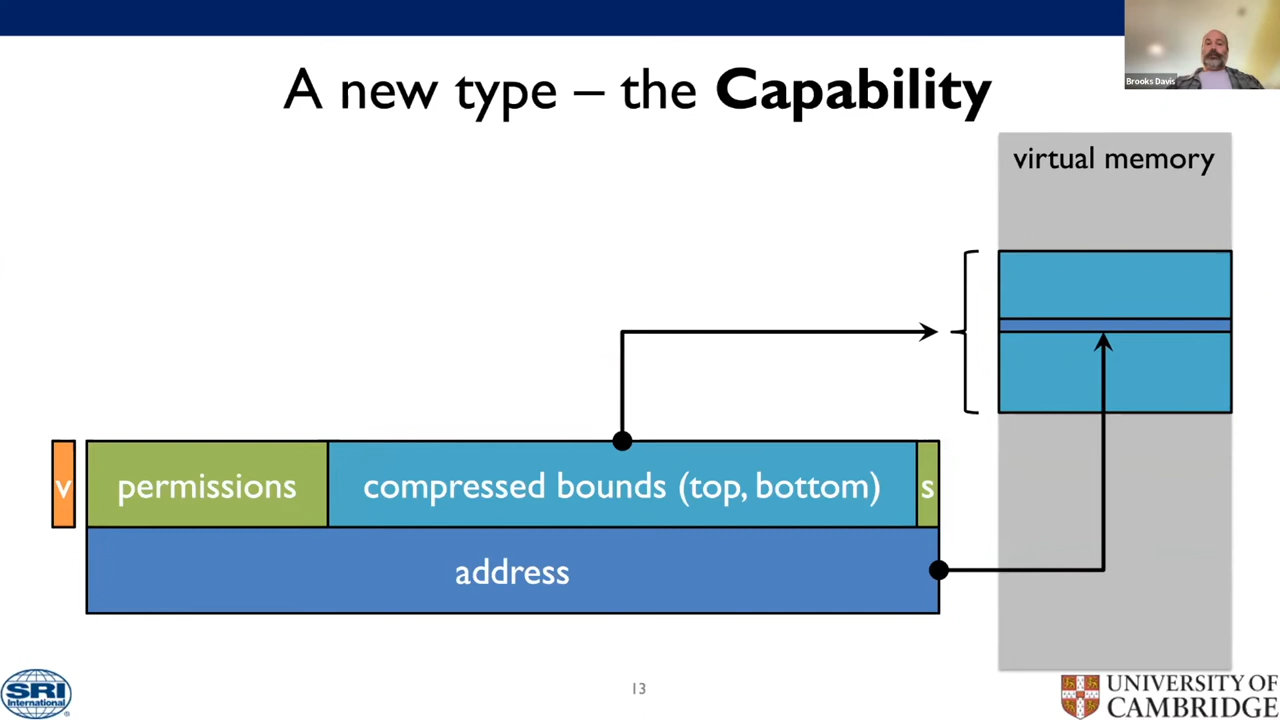 Brooks Davis
A new type – the Capability
virtual memory
v
permissions
compressed bounds (top, bottom)
s
address
SRI
International
®
13
UNIVERSITY OF
CAMBRIDGE